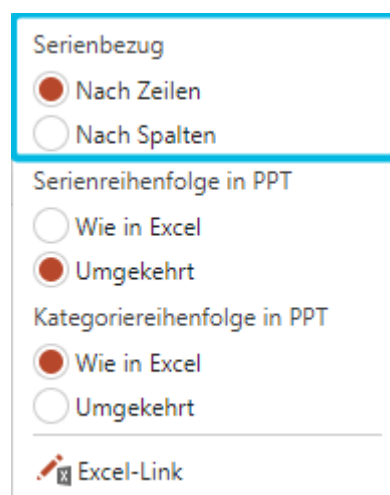 Serienbezug
Nach Zeilen
Nach Spalten
Serienreihenfolge in PPT
Wie in Excel
Umgekehrt
Kategoriereihenfolge in PPT
Wie in Excel
Umgekehrt
Excel-Link